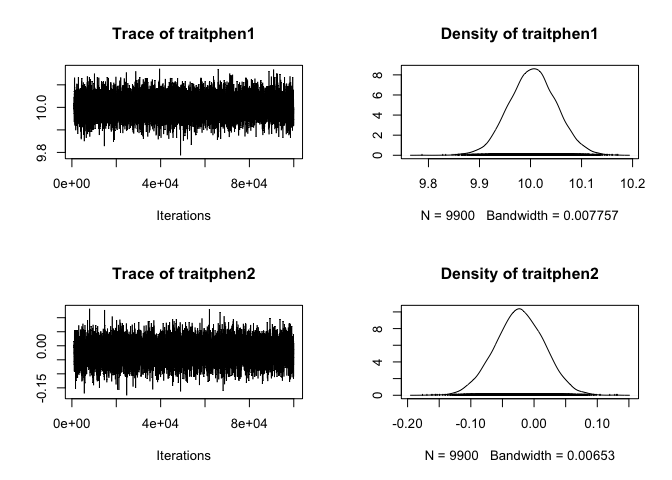 Trace of traitphen1
10.0
9.8
0e+00 4e+04 8e+04
Iterations
Density of traitphen1
8
6
4
2
0
9.8 9.9 10.0 10.1 10.2
N = 9900 Bandwidth = 0.007757
Trace of traitphen2
0.00
-0.15
0e+00 4e+04 8e+04
Iterations
Density of traitphen2
8
4
0
-0.20 -0.10 0.00 0.10
N = 9900 Bandwidth = 0.00653